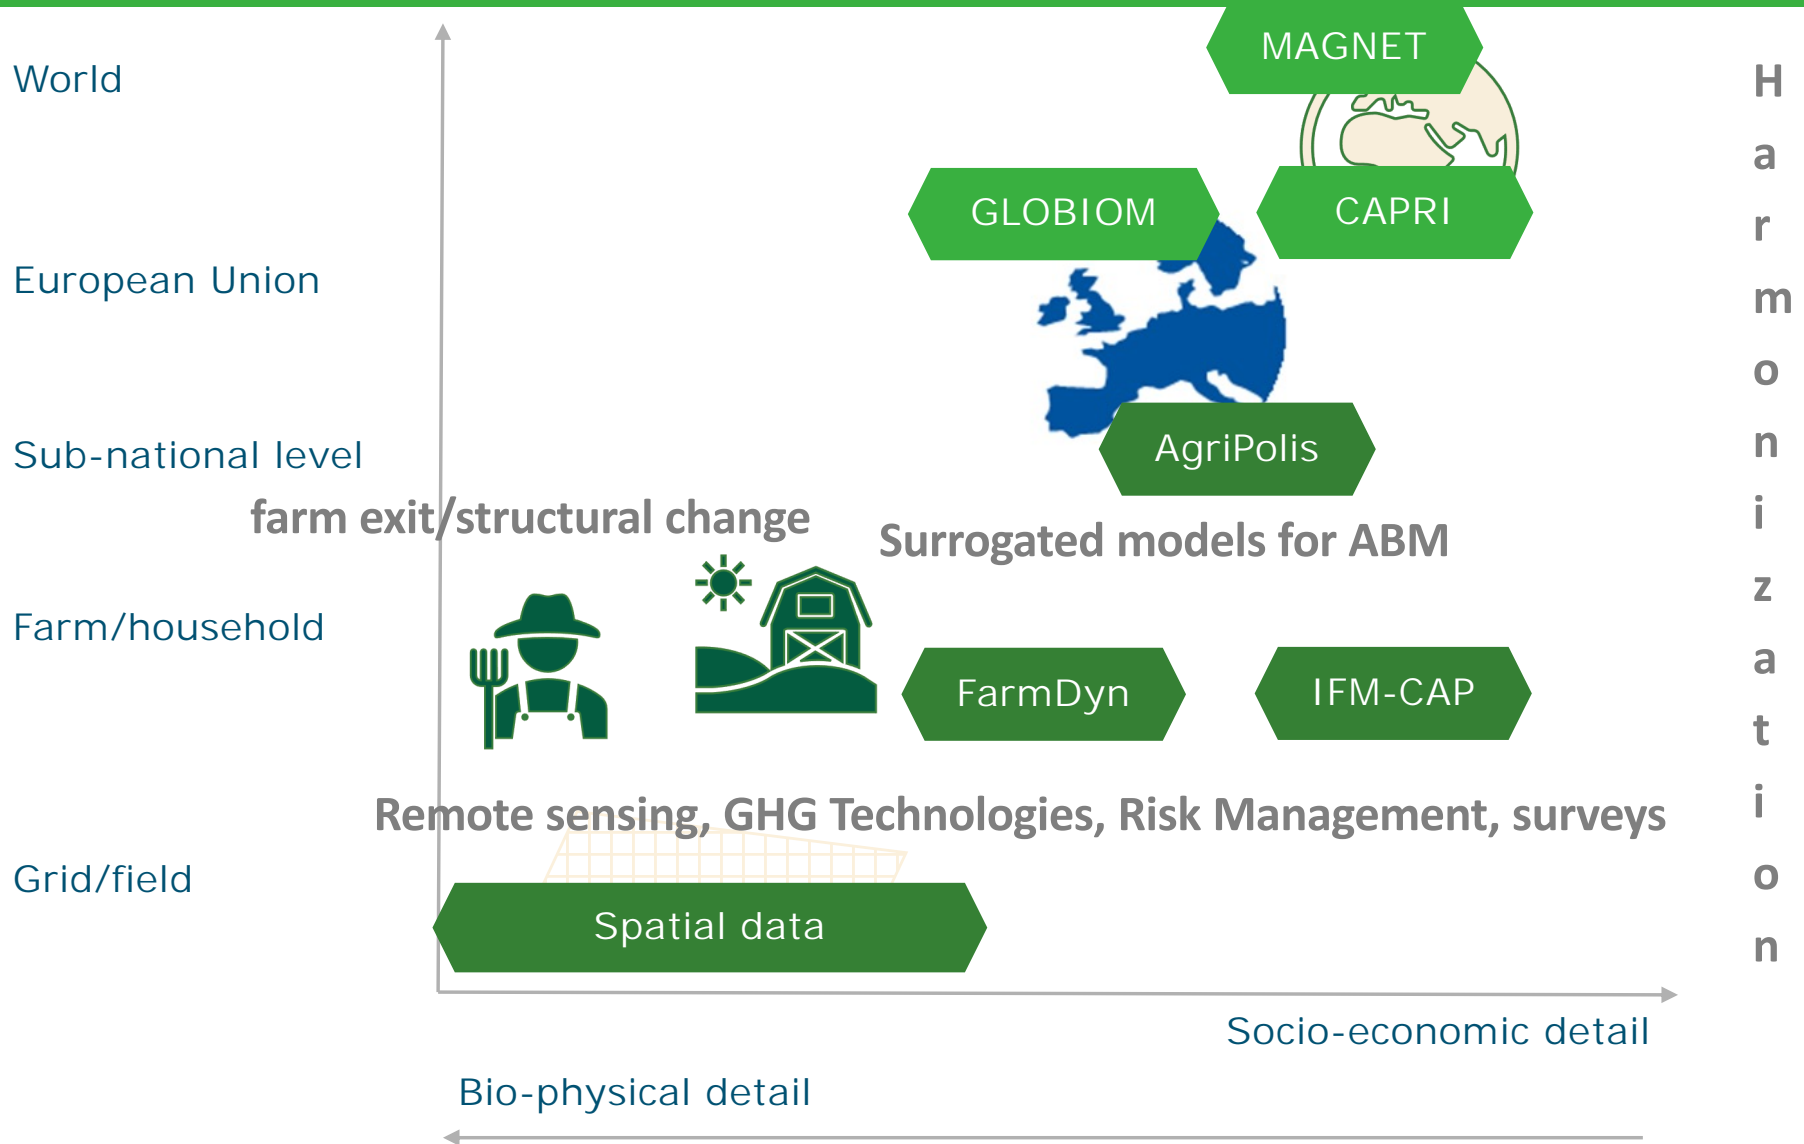 MAGNET
World
GLOBIOM
CAPRI
European Union
AgriPolis
Sub-national level
farm exit/structural change
Surrogated models for ABM
Farm/household
FarmDyn
IFM-CAP
Remote sensing, GHG Technologies, Risk Management, surveys
Grid/field
Spatial data
Socio-economic detail
Bio-physical detail
H
a
r
m
o
n
i
z
a
t
i
o
n